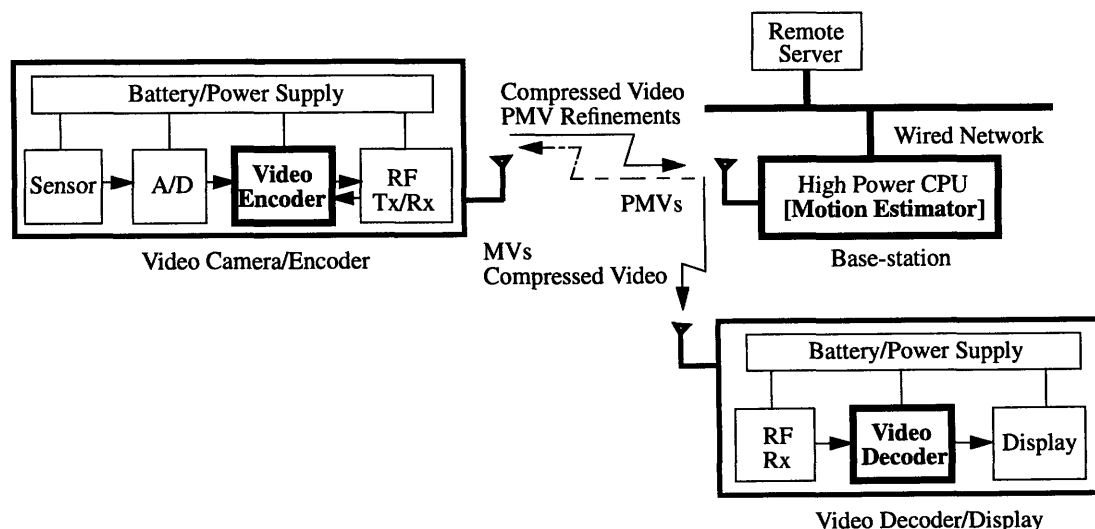 Remote
Server
Battery/Power Supply
Sensor
A/D
Video
Encoder
RF
Tx/Rx
Video Camera/Encoder
Compressed Video
PMV Refinements
PMVs
MVs
Compressed Video
Wired Network
High Power CPU
[Motion Estimator]
Base-station
Battery/Power Supply
RF
Rx
Video
Decoder
Display
Video Decoder/Display